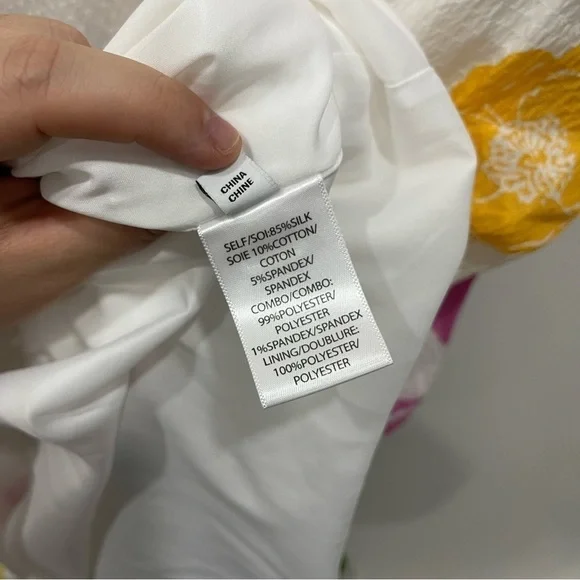 CHINA
CHINE
SELF/SOI:85%SILK
SOIE 10%COTTON/
COTON
5%SPANDEX/
SPANDEX
COMBO/COMBO:
99%POLYESTER/
POLYESTER
1%SPANDEX/SPANDEX
LINING/DOUBLURE:
100%POLYESTER/
POLYESTER